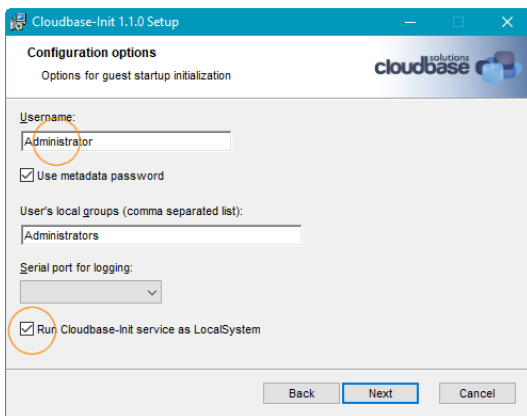 Cloudbase-Init 1.1.0 Setup
Configuration options
Options for guest startup initialization
cloudbase solutions
Username:
Administrator
Use metadata password
User's local groups (comma separated list):
Administrators
Serial port for logging:
Run Cloudbase-Init service as LocalSystem
Back Next Cancel